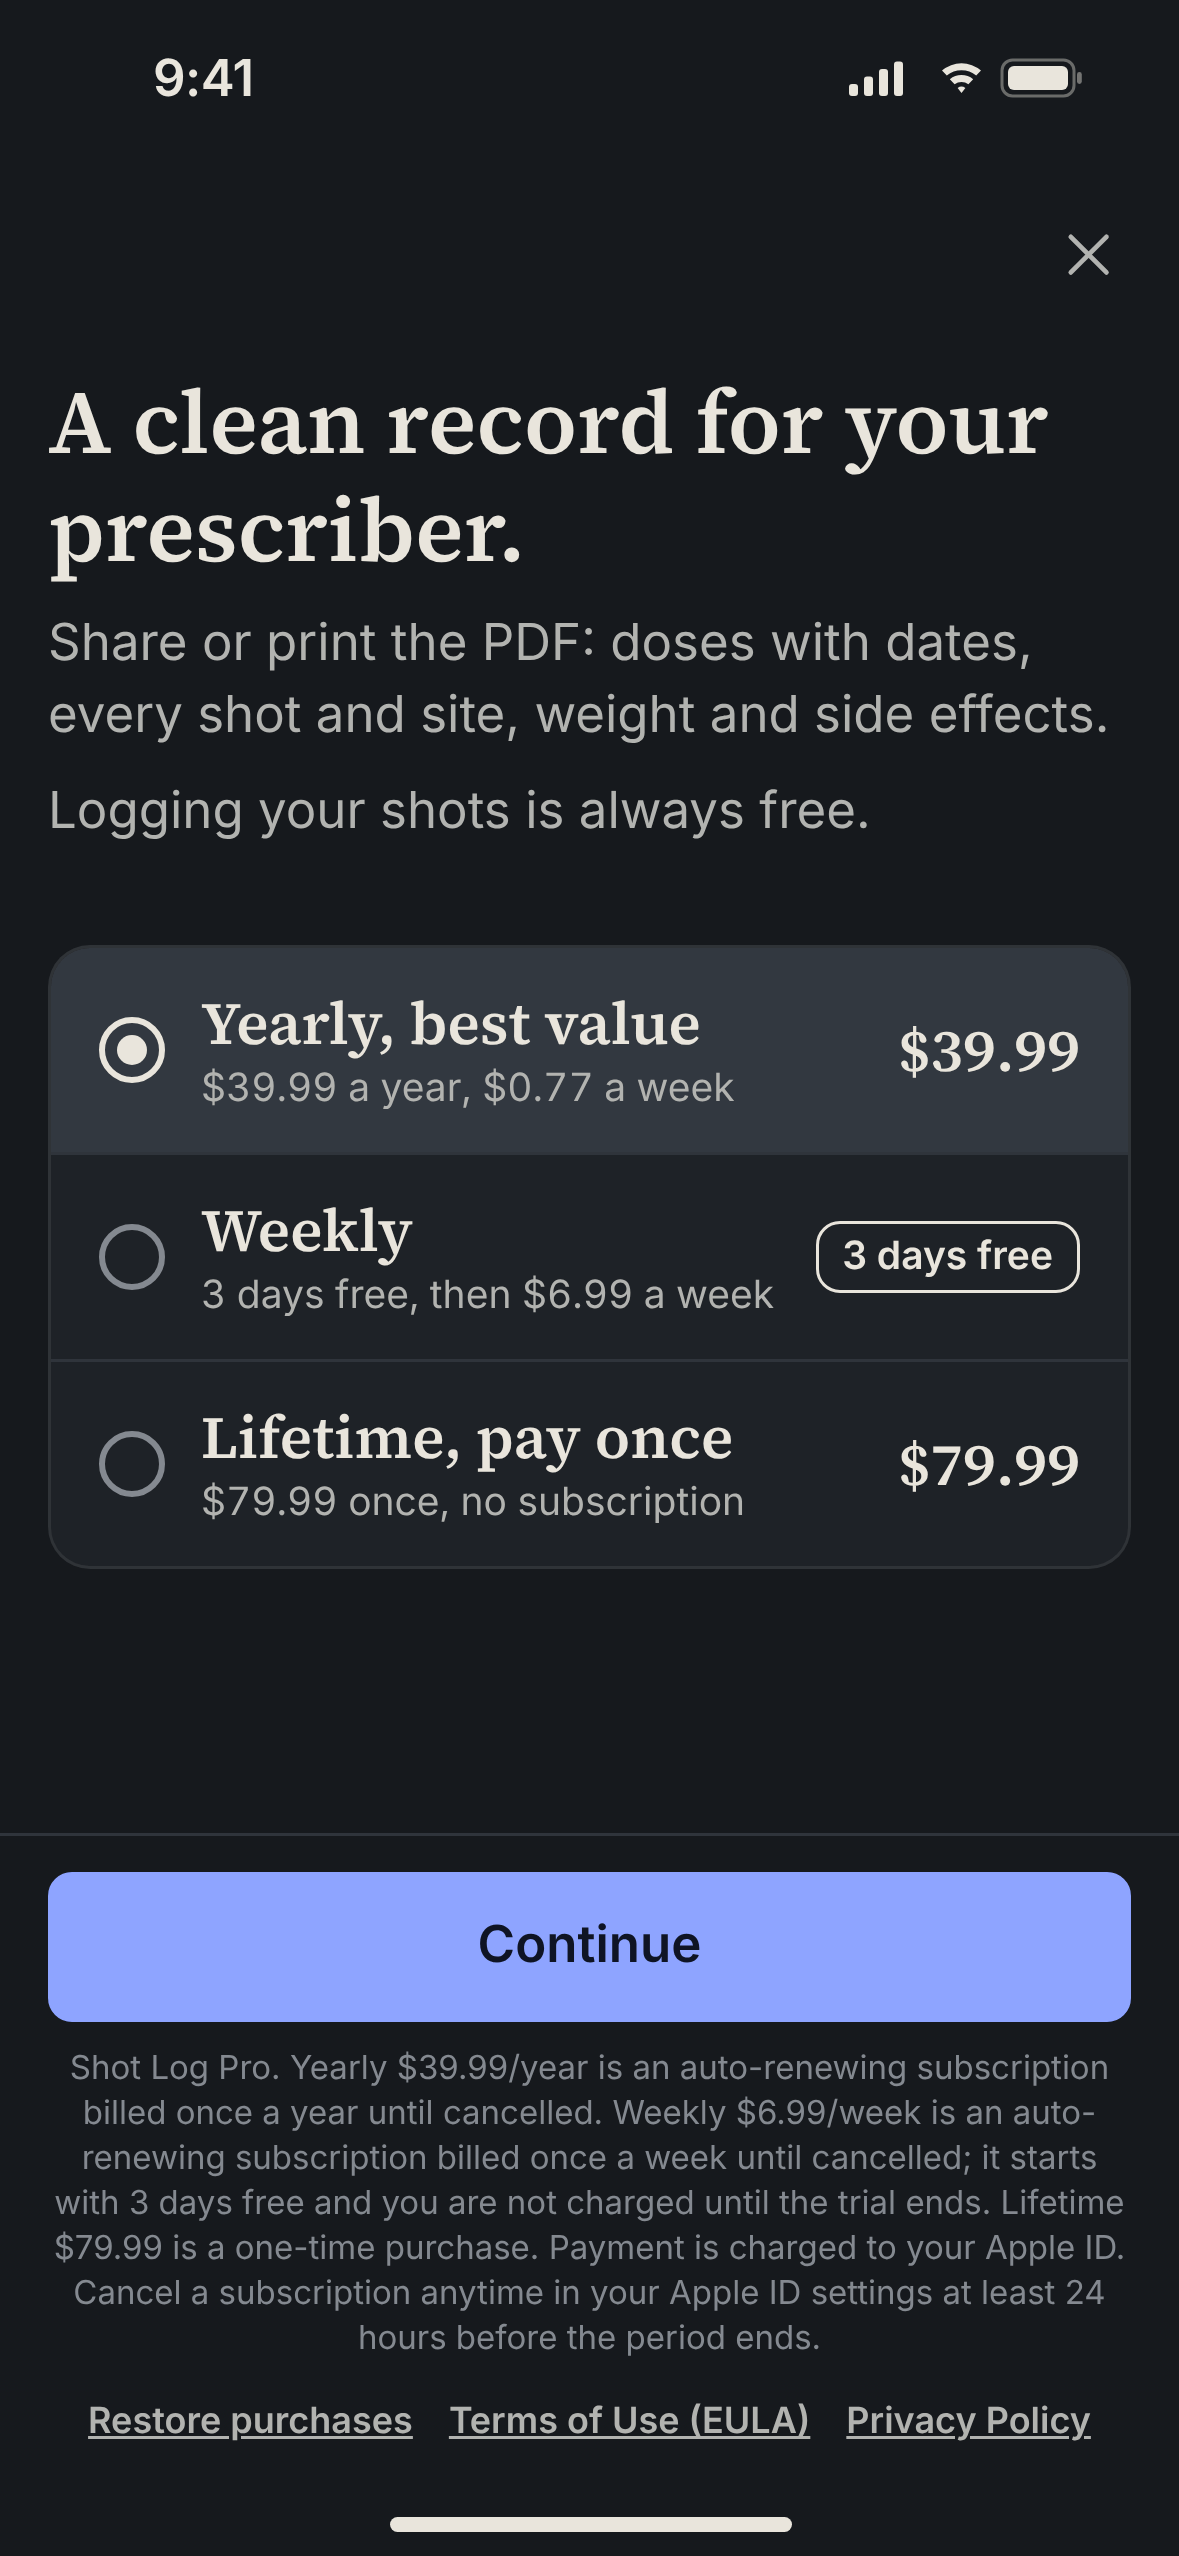 9:41
A clean record for your
prescriber.
Share or print the PDF: doses with dates,
every shot and site, weight and side effects.
Logging your shots is always free.
Yearly, best value
$39.99 a year, $0.77 a week
$39.99
Weekly
3 days free, then $6.99 a week
3 days free
Lifetime, pay once
$79.99 once, no subscription
$79.99
Continue
Shot Log Pro. Yearly $39.99/year is an auto-renewing subscription
billed once a year until cancelled. Weekly $6.99/week is an auto-
renewing subscription billed once a week until cancelled; it starts
with 3 days free and you are not charged until the trial ends. Lifetime
$79.99 is a one-time purchase. Payment is charged to your Apple ID.
Cancel a subscription anytime in your Apple ID settings at least 24
hours before the period ends.
Restore purchases Terms of Use (EULA) Privacy Policy